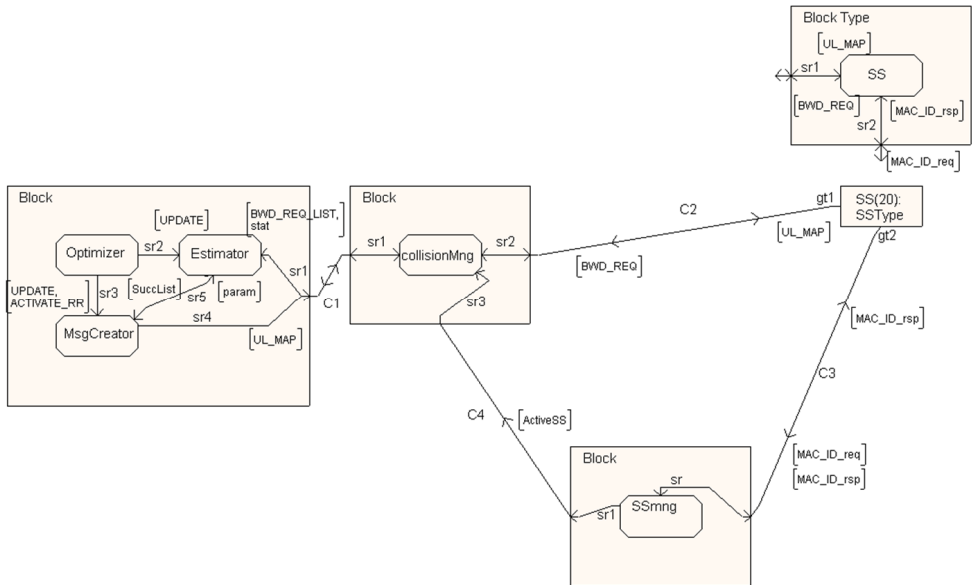 Block Type
[UL_MAP]
sr1
SS
[BWD_REQ]
[MAC_ID_rsp]
sr2
[MAC_ID_req]
Block
[UPDATE]
[BWD_REQ_LIST,
stat]
Optimizer
sr2
Estimator
sr1
sr3
[UPDATE,
ACTIVATE_RR]
[SuccList]
sr5
[param]
MsgCreator
sr4
[UL_MAP]
C1
Block
sr1
collisionMng
sr2
sr3
C2
[BWD_REQ]
[UL_MAP]
gt1
SS(20):
SSType
gt2
[MAC_ID_rsp]
C3
[MAC_ID_req]
[MAC_ID_rsp]
C4
[ActiveSS]
Block
sr
SSmng
sr1